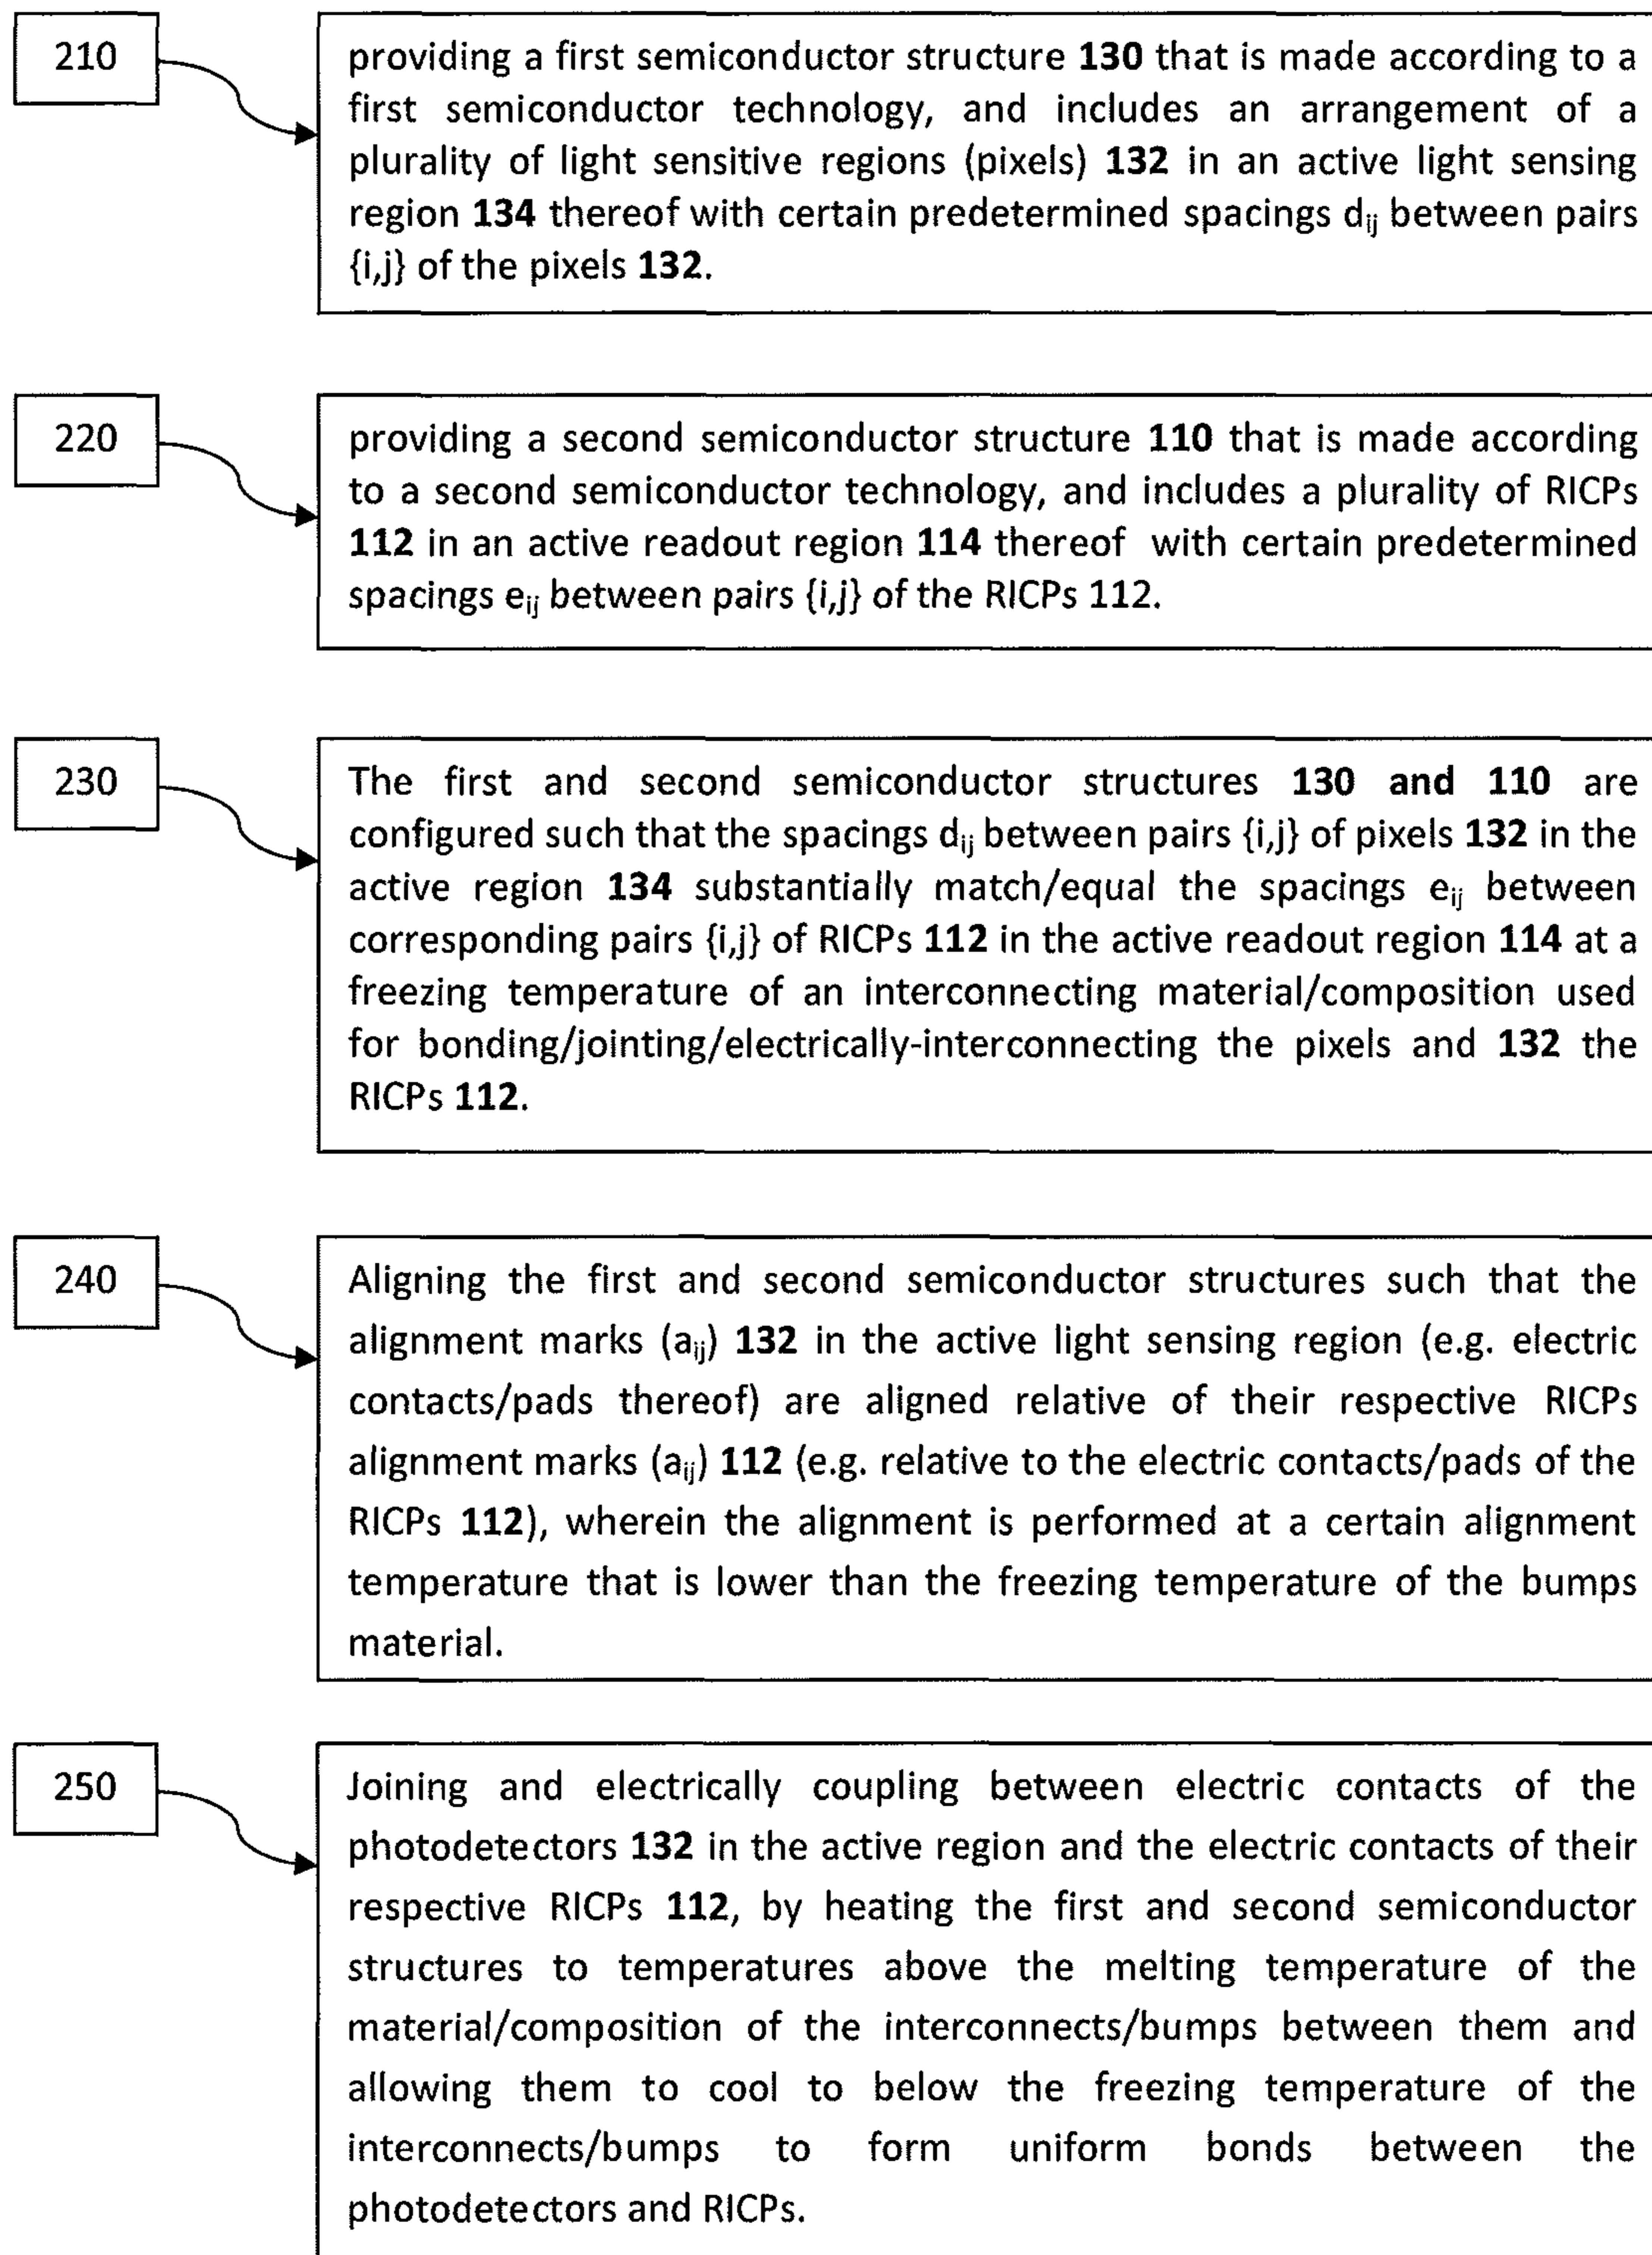 210
providing a first semiconductor structure 130 that is made according to a
first semiconductor technology, and includes an arrangement of a
plurality of light sensitive regions (pixels) 132 in an active light sensing
region 134 thereof with certain predetermined spacings dij between pairs
{i,j} of the pixels 132.
220
providing a second semiconductor structure 110 that is made according
to a second semiconductor technology, and includes a plurality of RICPs
112 in an active readout region 114 thereof with certain predetermined
spacings eij between pairs {i,j} of the RICPs 112.
230
The first and second semiconductor structures 130 and 110 are
configured such that the spacings dij between pairs {i,j} of pixels 132 in the
active region 134 substantially match/equal the spacings eij between
corresponding pairs {i,j} of RICPs 112 in the active readout region 114 at a
freezing temperature of an interconnecting material/composition used
for bonding/jointing/electrically-interconnecting the pixels and 132 the
RICPs 112.
240
Aligning the first and second semiconductor structures such that the
alignment marks (aij) 132 in the active light sensing region (e.g. electric
contacts/pads thereof) are aligned relative of their respective RICPs
alignment marks (aij) 112 (e.g. relative to the electric contacts/pads of the
RICPs 112), wherein the alignment is performed at a certain alignment
temperature that is lower than the freezing temperature of the bumps
material.
250
Joining and electrically coupling between electric contacts of the
photodetectors 132 in the active region and the electric contacts of their
respective RICPs 112, by heating the first and second semiconductor
structures to temperatures above the melting temperature of the
material/composition of the interconnects/bumps between them and
allowing them to cool to below the freezing temperature of the
interconnects/bumps to form uniform bonds between the
photodetectors and RICPs.